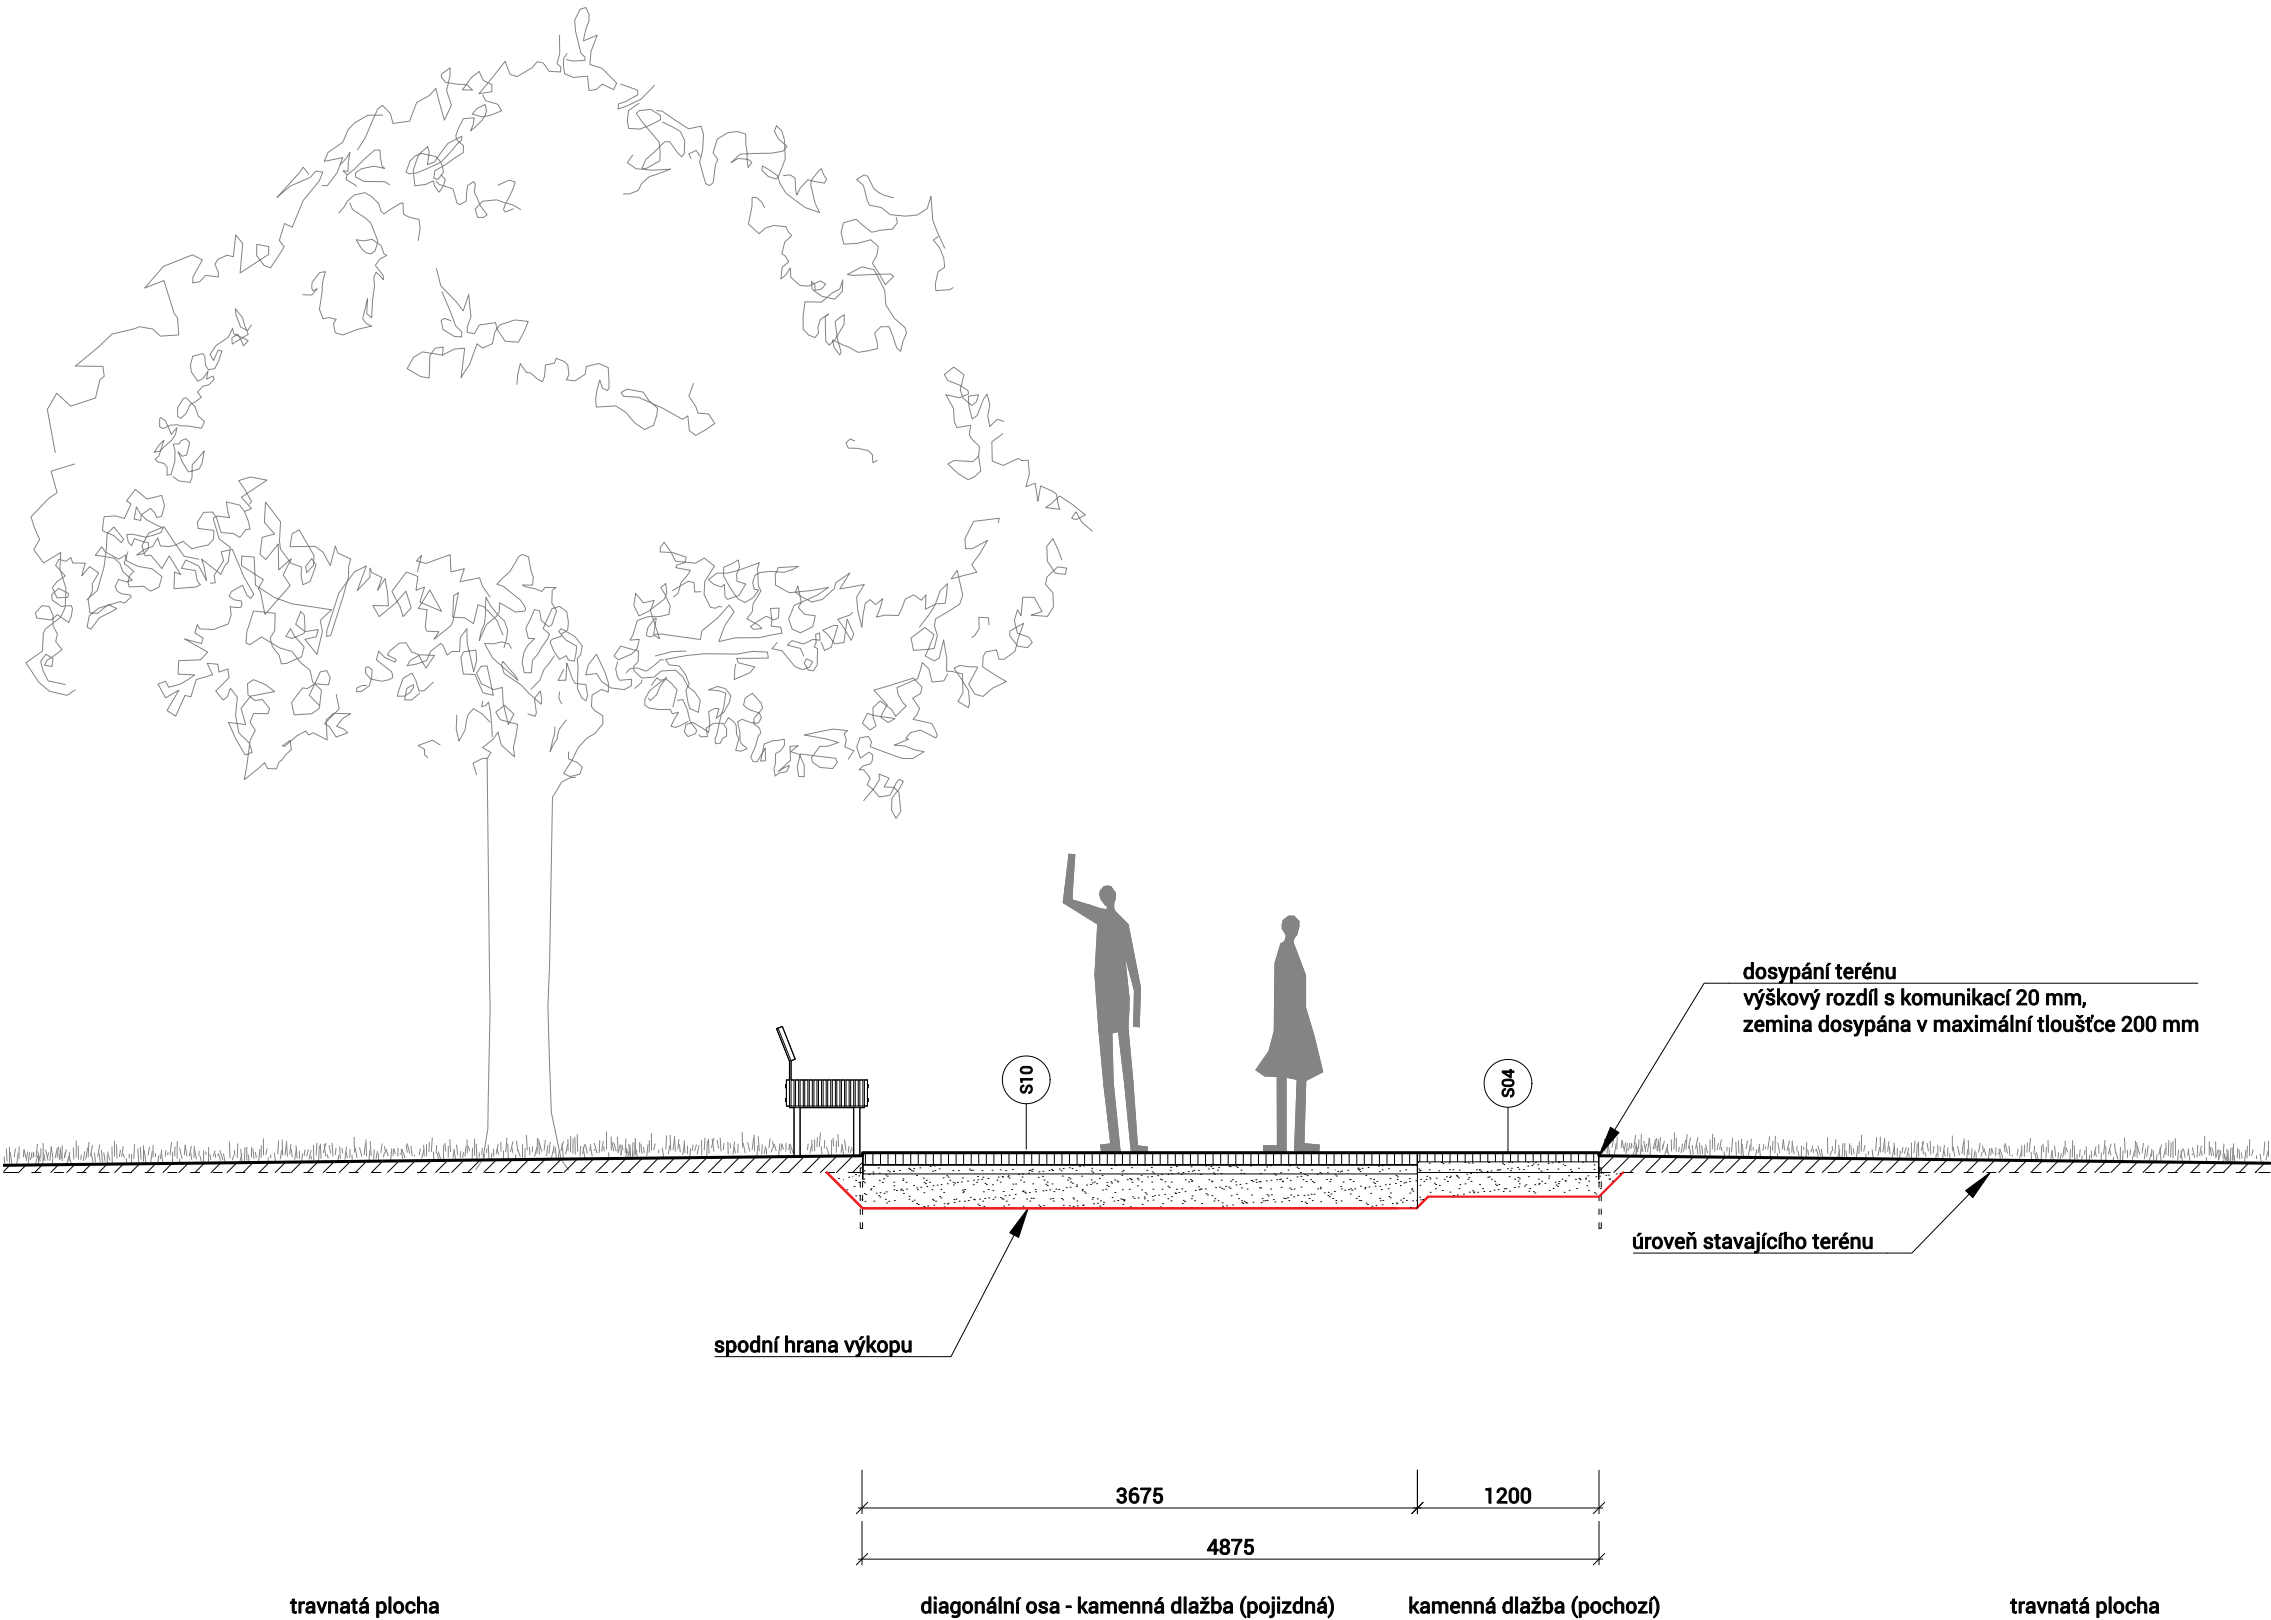 dosypání terénu
výškový rozdíl s komunikací 20 mm,
zemina dosypána v maximální tloušťce 200 mm
S10
S04
úroveň stavajícího terénu
spodní hrana výkopu
3675
1200
4875
travnatá plocha
diagonální osa - kamenná dlažba (pojizdná)
kamenná dlažba (pochozí)
travnatá plocha